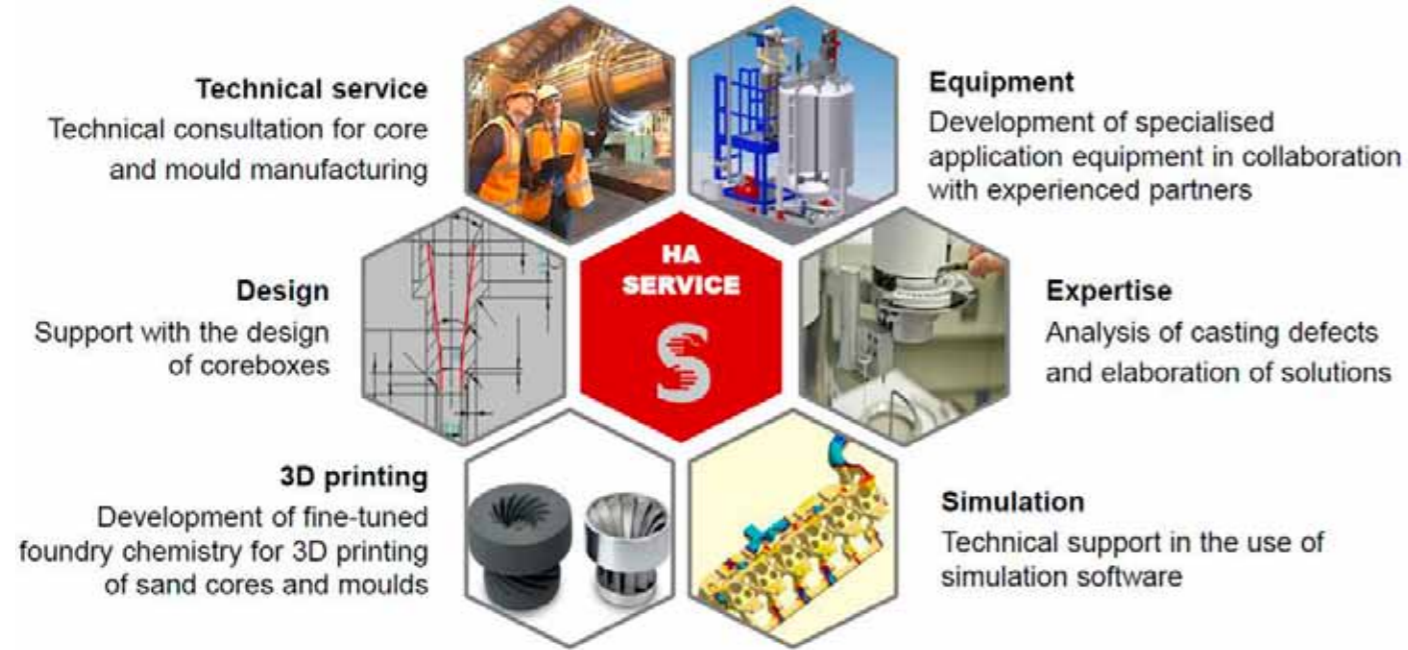 Technical service
Technical consultation for core
and mould manufacturing
Equipment
Development of specialised
application equipment in collaboration
with experienced partners
HA
SERVICE
S
Design
Support with the design
of coreboxes
Expertise
Analysis of casting defects
and elaboration of solutions
3D printing
Development of fine-tuned
foundry chemistry for 3D printing
of sand cores and moulds
Simulation
Technical support in the use of
simulation software